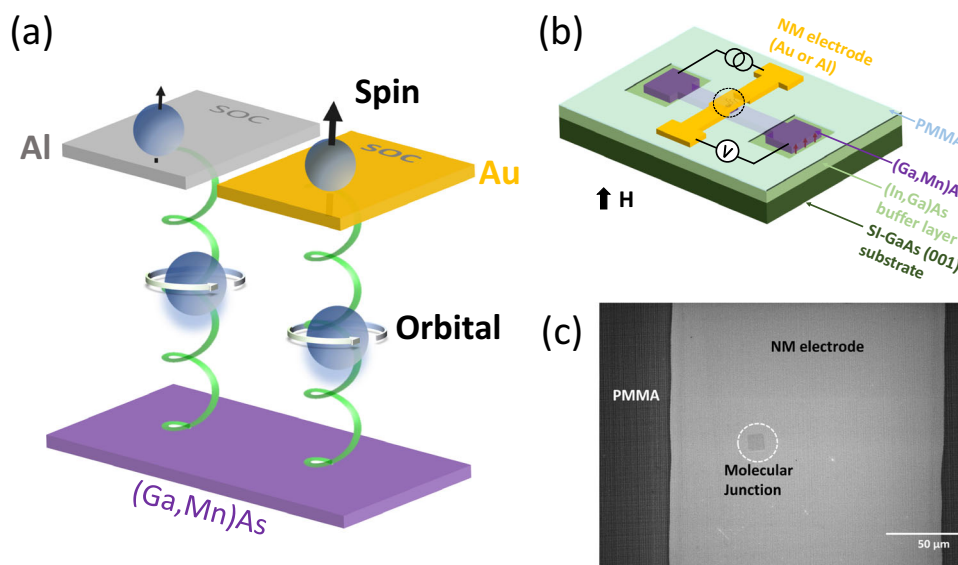 (a)
Al
SOC
Spin
SOC
Au
Orbital
(Ga,Mn)As
(b)
NM electrode
(Au or Al)
V
PMMA
(Ga,Mn)A
(In,Ga)As
buffer layer
SI-GaAs (001)
substrate
H
(c)
NM electrode
PMMA
Molecular
Junction
50 μm